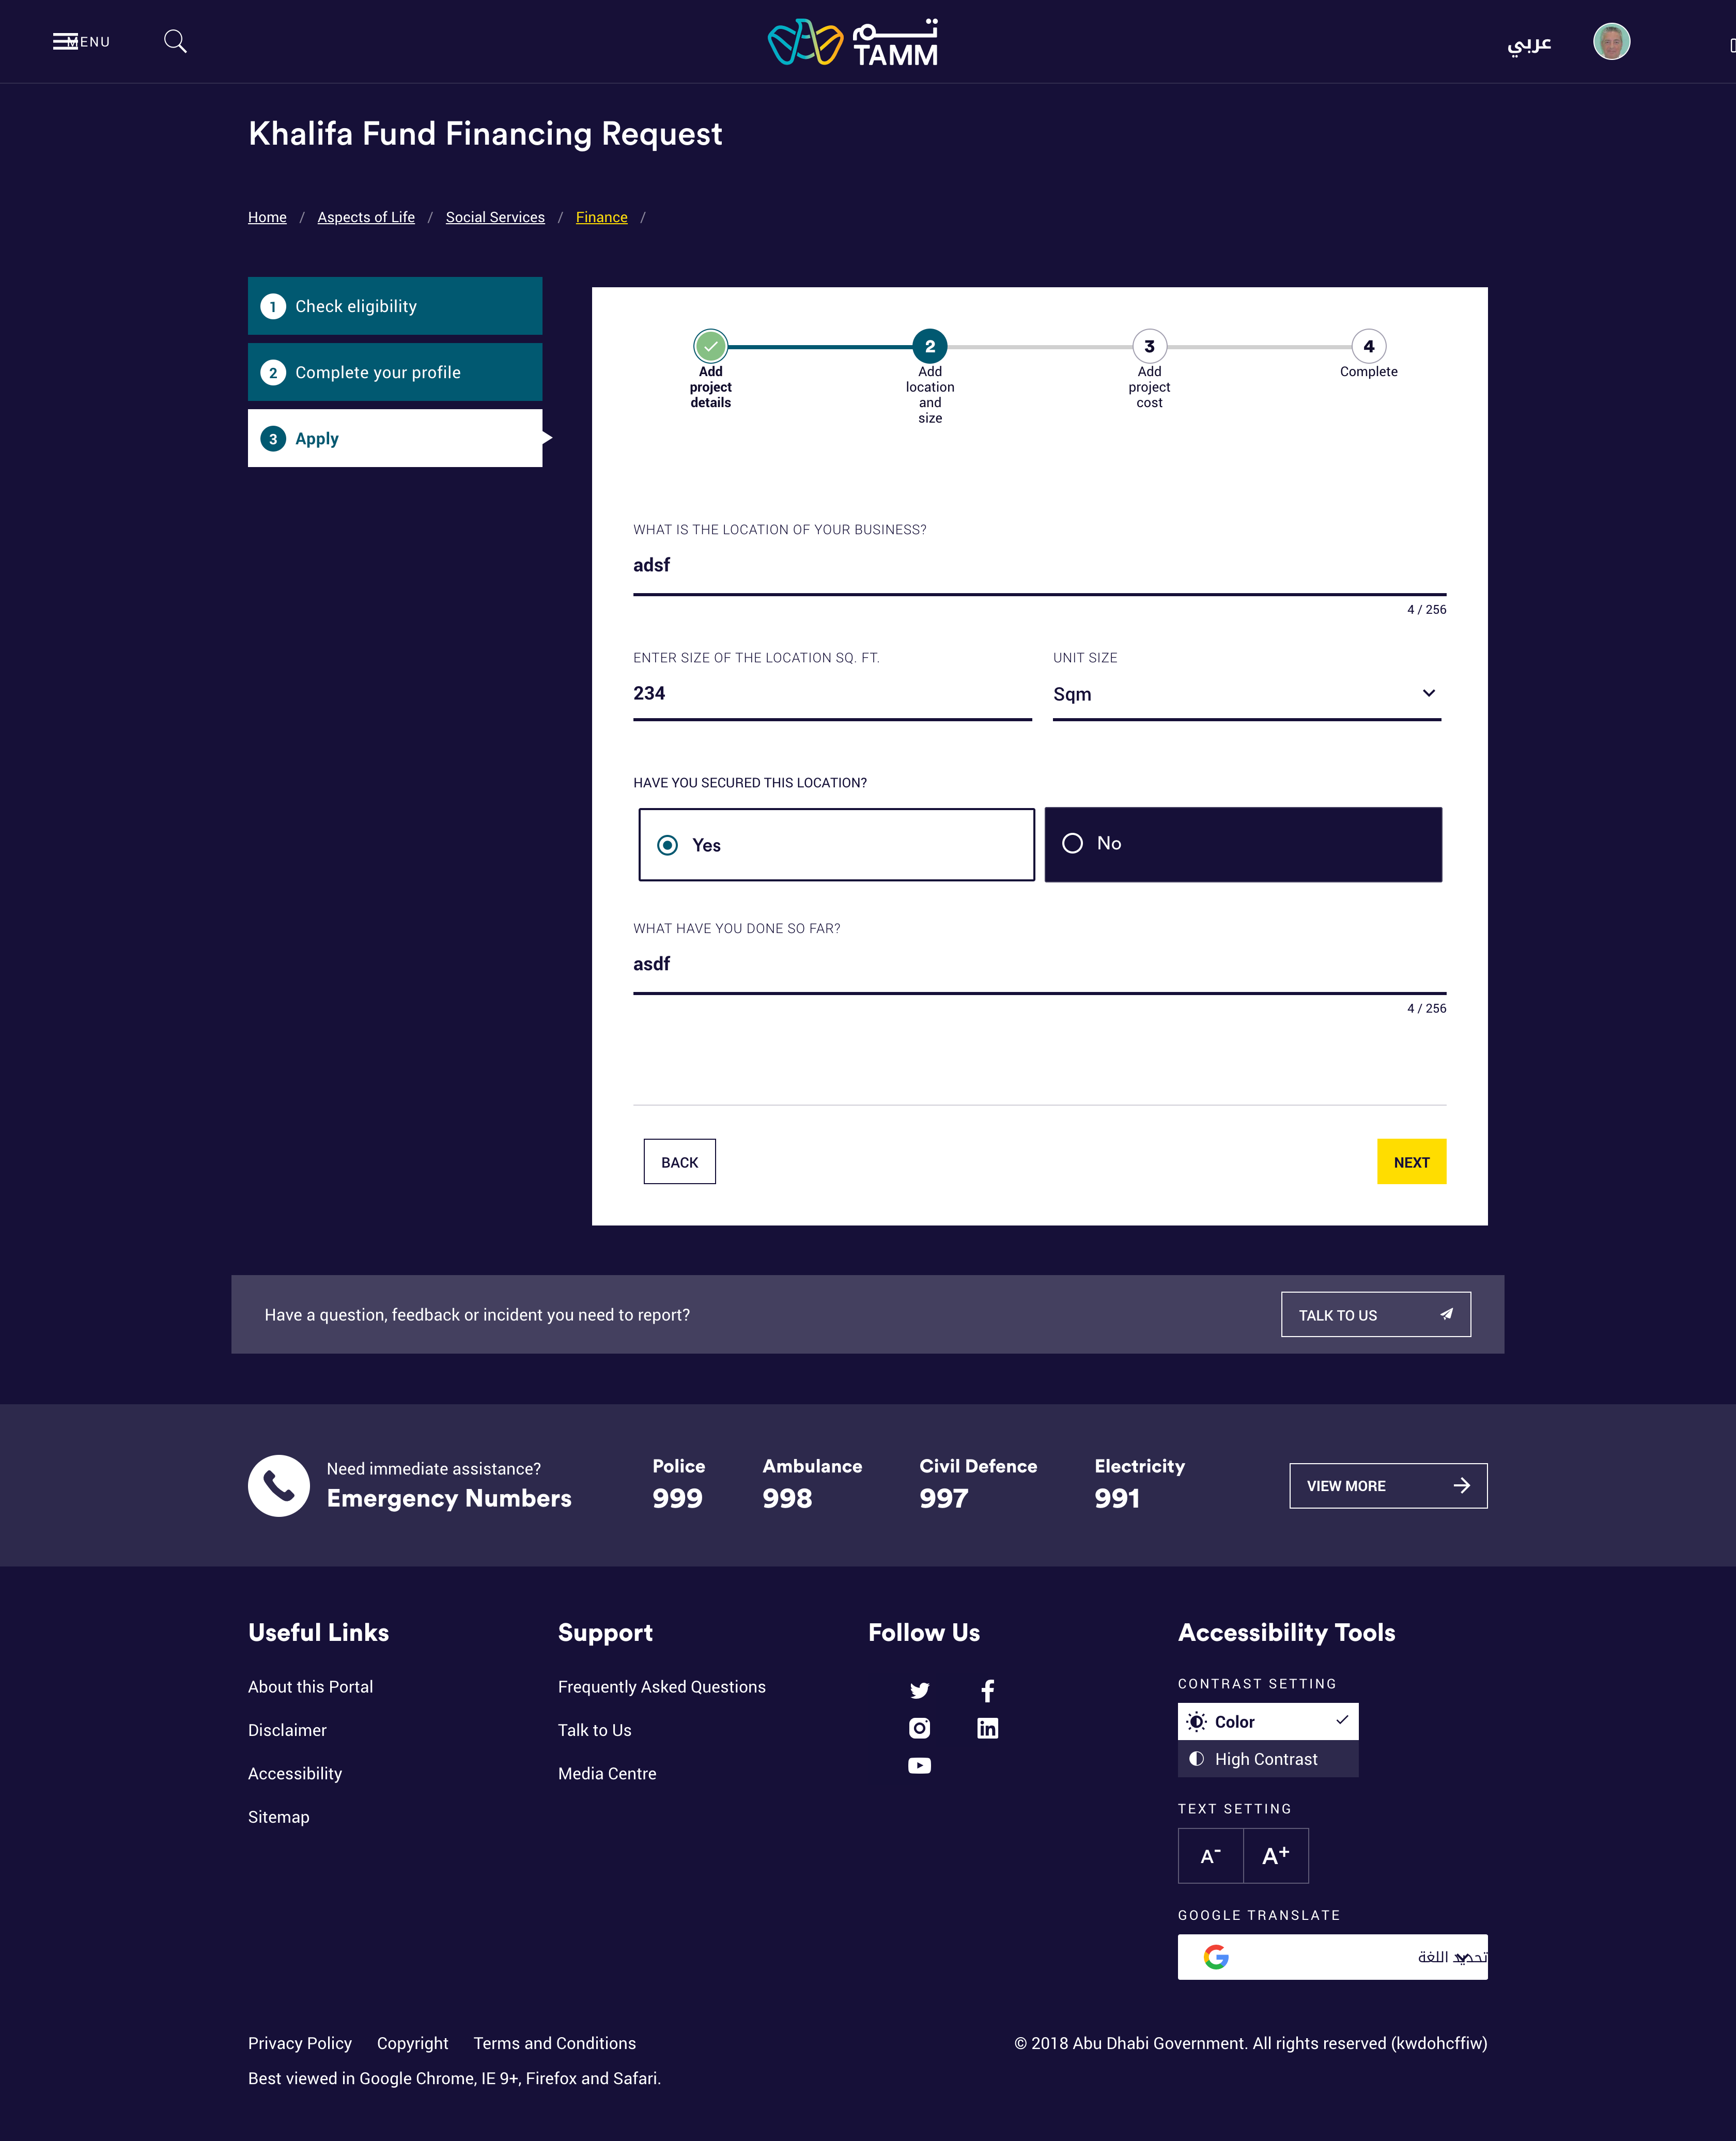 MENU
تـــم
TAMM
عربي
Khalifa Fund Financing Request
Home / Aspects of Life / Social Services / Finance /
1 Check eligibility
2 Complete your profile
3 Apply
Add project details
2
Add location and size
3
Add project cost
4
Complete
WHAT IS THE LOCATION OF YOUR BUSINESS?
adsf
4 / 256
ENTER SIZE OF THE LOCATION SQ. FT.
234
UNIT SIZE
Sqm
HAVE YOU SECURED THIS LOCATION?
Yes
No
WHAT HAVE YOU DONE SO FAR?
asdf
4 / 256
BACK
NEXT
Have a question, feedback or incident you need to report?
TALK TO US
Need immediate assistance?
Emergency Numbers
Police
999
Ambulance
998
Civil Defence
997
Electricity
991
VIEW MORE
Useful Links
About this Portal
Disclaimer
Accessibility
Sitemap
Support
Frequently Asked Questions
Talk to Us
Media Centre
Follow Us
Accessibility Tools
CONTRAST SETTING
Color
High Contrast
TEXT SETTING
A-
A+
GOOGLE TRANSLATE
تحديد اللغة
Privacy Policy Copyright Terms and Conditions
© 2018 Abu Dhabi Government. All rights reserved (kwdohcffiw)
Best viewed in Google Chrome, IE 9+, Firefox and Safari.